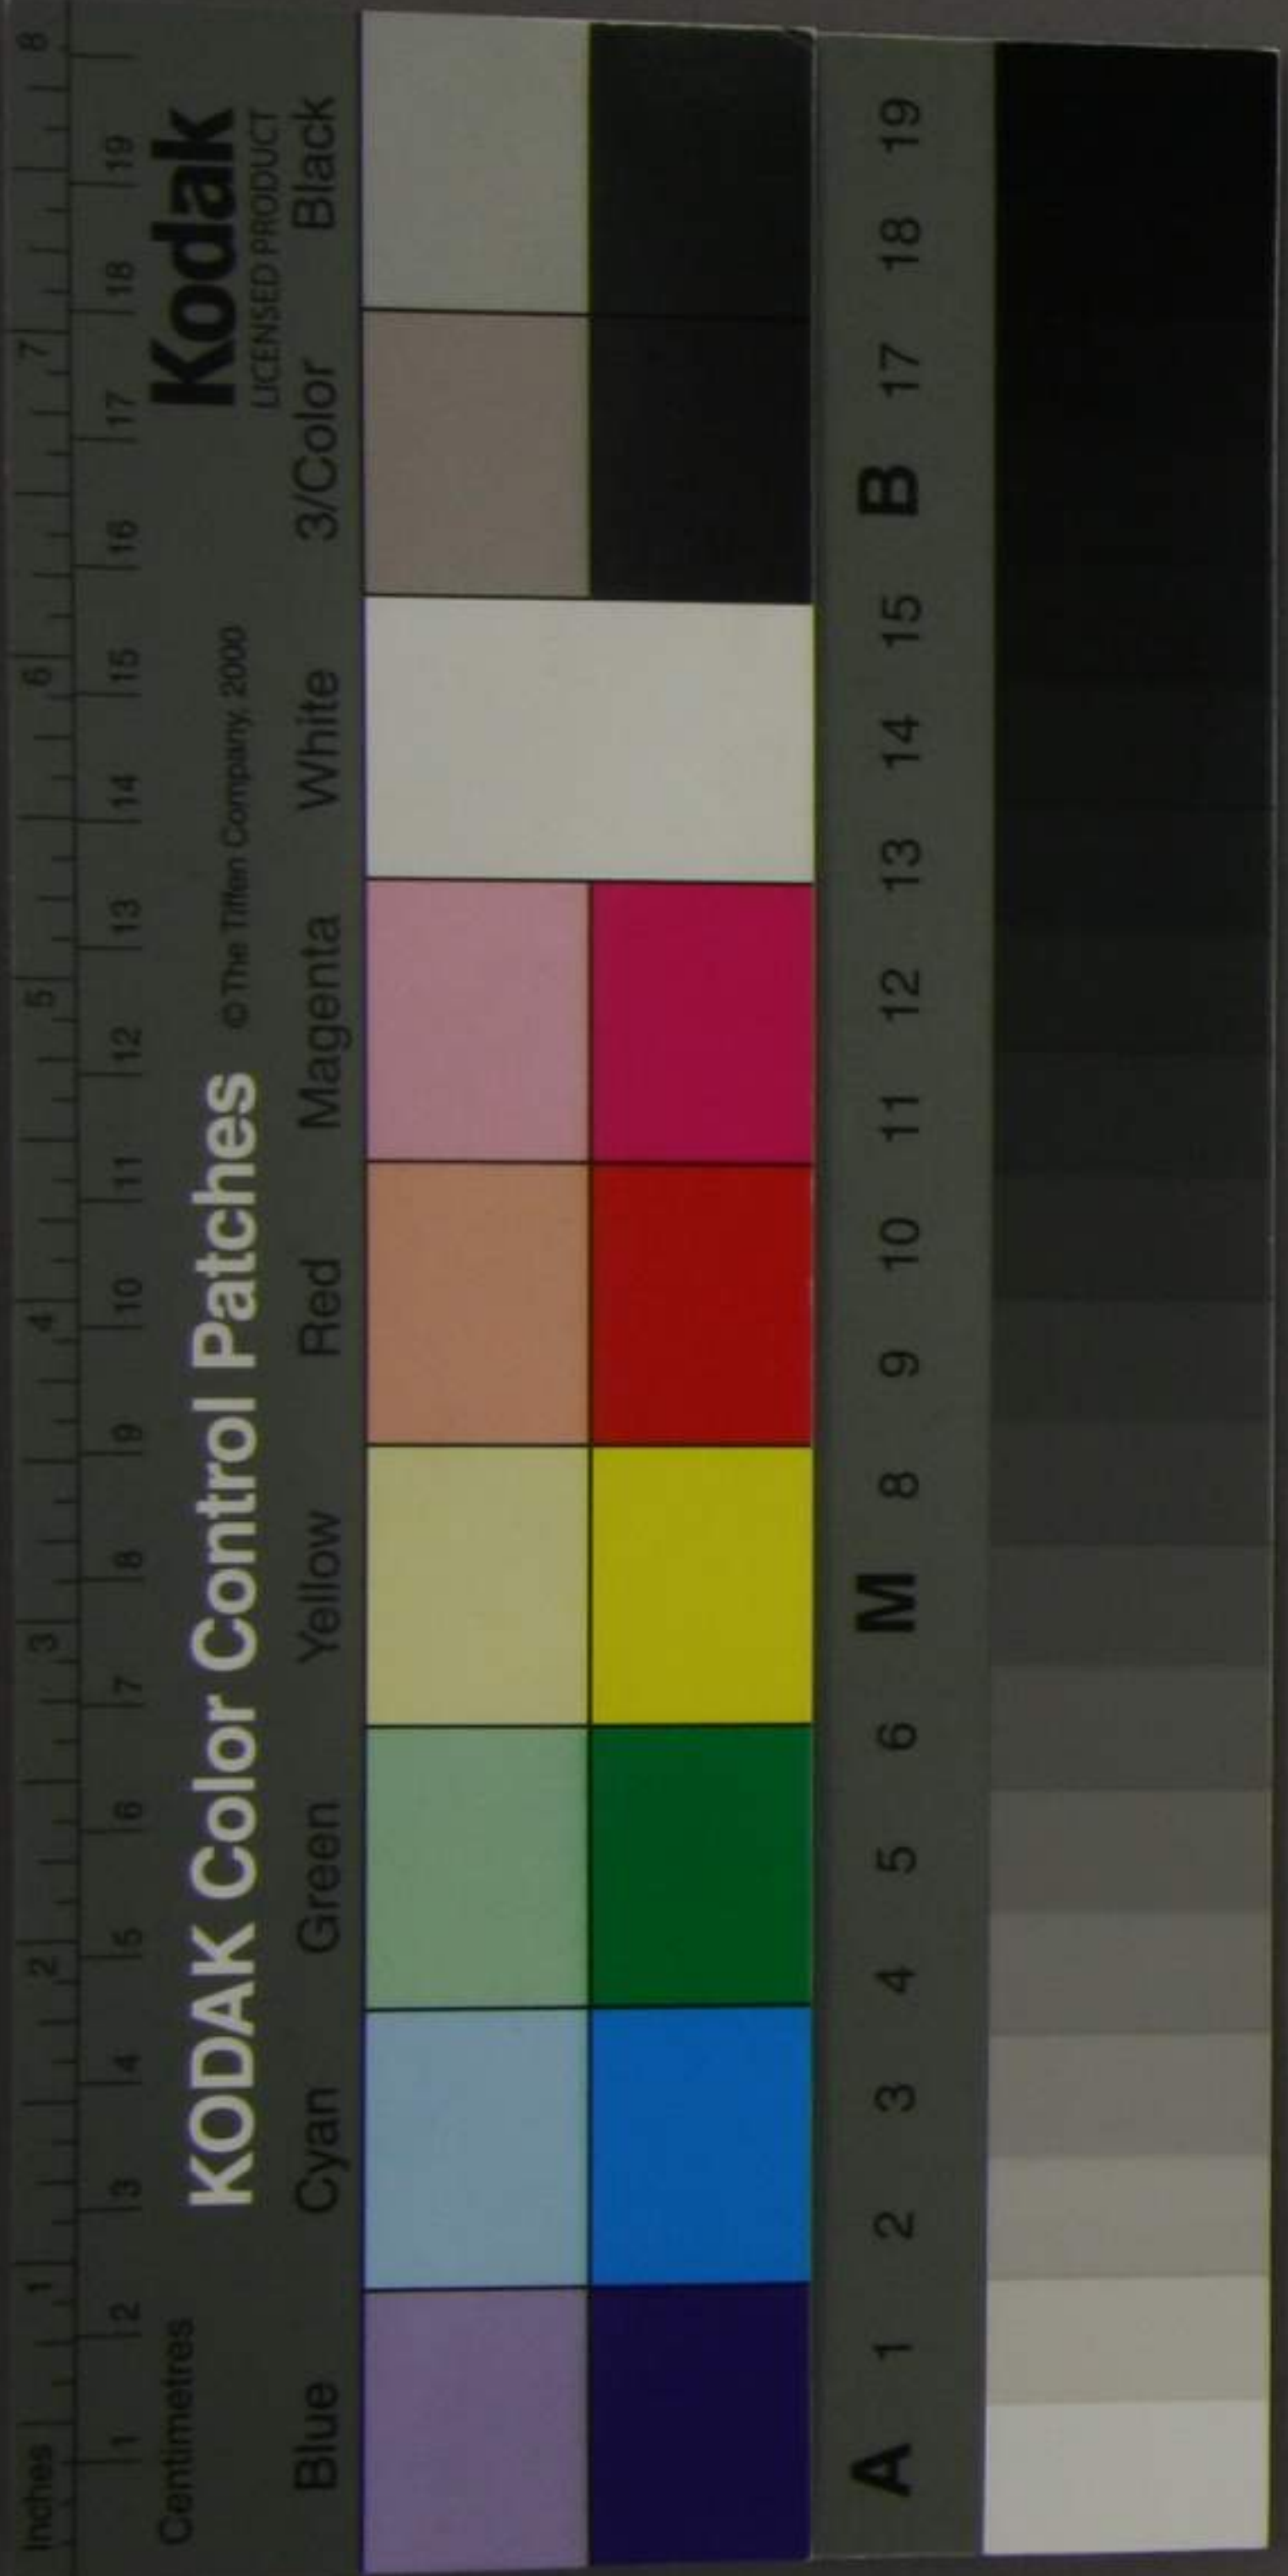 Inches 1 2 3 4 5 6 7 8
Centimetres 1 2 3 4 5 6 7 8 9 10 11 12 13 14 15 16 17 18 19
KODAK Color Control Patches © The Tiffen Company, 2000
Kodak
LICENSED PRODUCT
Blue Cyan Green Yellow Red Magenta White 3/Color Black
A 1 2 3 4 5 6 M 8 9 10 11 12 13 14 15 B 17 18 19